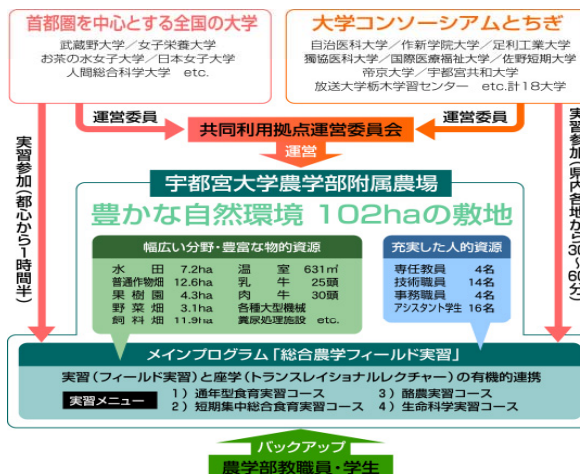 首都圏を中心とする全国の大学
武蔵野大学／女子栄養大学
お茶の水女子大学／日本女子大学
人間総合科学大学　etc.
大学コンソーシアムとちぎ
自治医科大学／作新学院大学／足利工業大学
獨協医科大学／国際医療福祉大学／佐野短期大学
帝京大学／宇都宮共和大学
放送大学栃木学習センター　etc.計18大学
運営委員
運営委員
共同利用拠点運営委員会
運営
実習参加（都心から1時間半）
実習参加（県内各地から30〜60分）
宇都宮大学農学部附属農場
豊かな自然環境 102haの敷地
幅広い分野・豊富な物的資源
水田 7.2ha 温室 631㎡
普通作物畑 12.6ha 乳牛 25頭
果樹園 4.3ha 肉牛 30頭
野菜畑 3.1ha 各種大型機械
飼料畑 11.9ha 糞尿処理施設 etc.
充実した人的資源
専任教員 4名
技術職員 14名
事務職員 4名
アシスタント学生 16名
メインプログラム「総合農学フィールド実習」
実習（フィールド実習）と座学（トランスレイショナルレクチャー）の有機的連携
実習メニュー
1）通年型食育実習コース 3）酪農実習コース
2）短期集中総合食育実習コース 4）生命科学実習コース
バックアップ
農学部教職員・学生